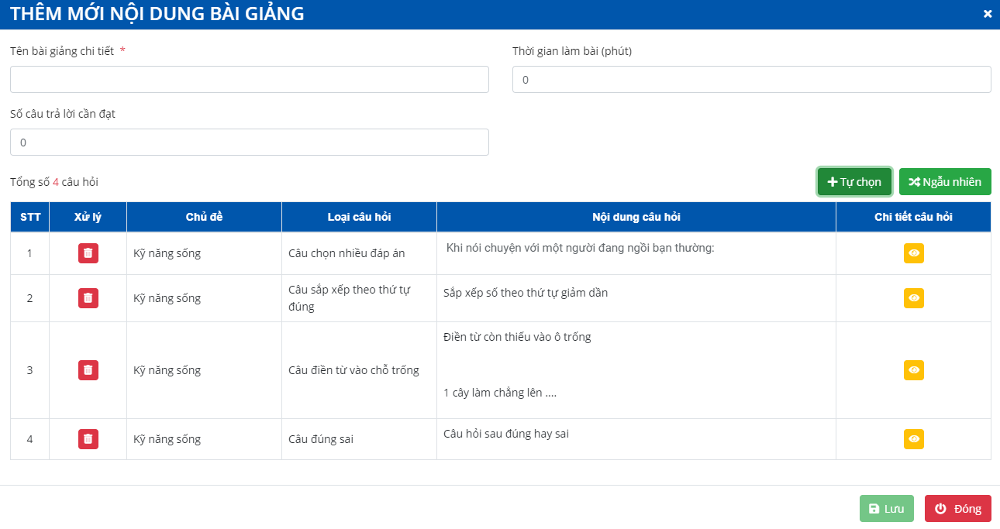 THÊM MỚI NỘI DUNG BÀI GIẢNG
Tên bài giảng chi tiết *
Thời gian làm bài (phút)
0
Số câu trả lời cần đạt
0
Tổng số 4 câu hỏi
Tự chọn
Ngẫu nhiên
STT Xử lý Chủ đề Loại câu hỏi Nội dung câu hỏi Chi tiết câu hỏi
1 Kỹ năng sống Câu chọn nhiều đáp án Khi nói chuyện với một người đang ngồi bạn thường:
2 Kỹ năng sống Câu sắp xếp theo thứ tự
đúng
Sắp xếp số theo thứ tự giảm dần
3 Kỹ năng sống Câu điền từ vào chỗ trống
Điền từ còn thiếu vào ô trống
1 cây làm chẳng lên ....
4 Kỹ năng sống Câu đúng sai Câu hỏi sau đúng hay sai
Lưu
Đóng